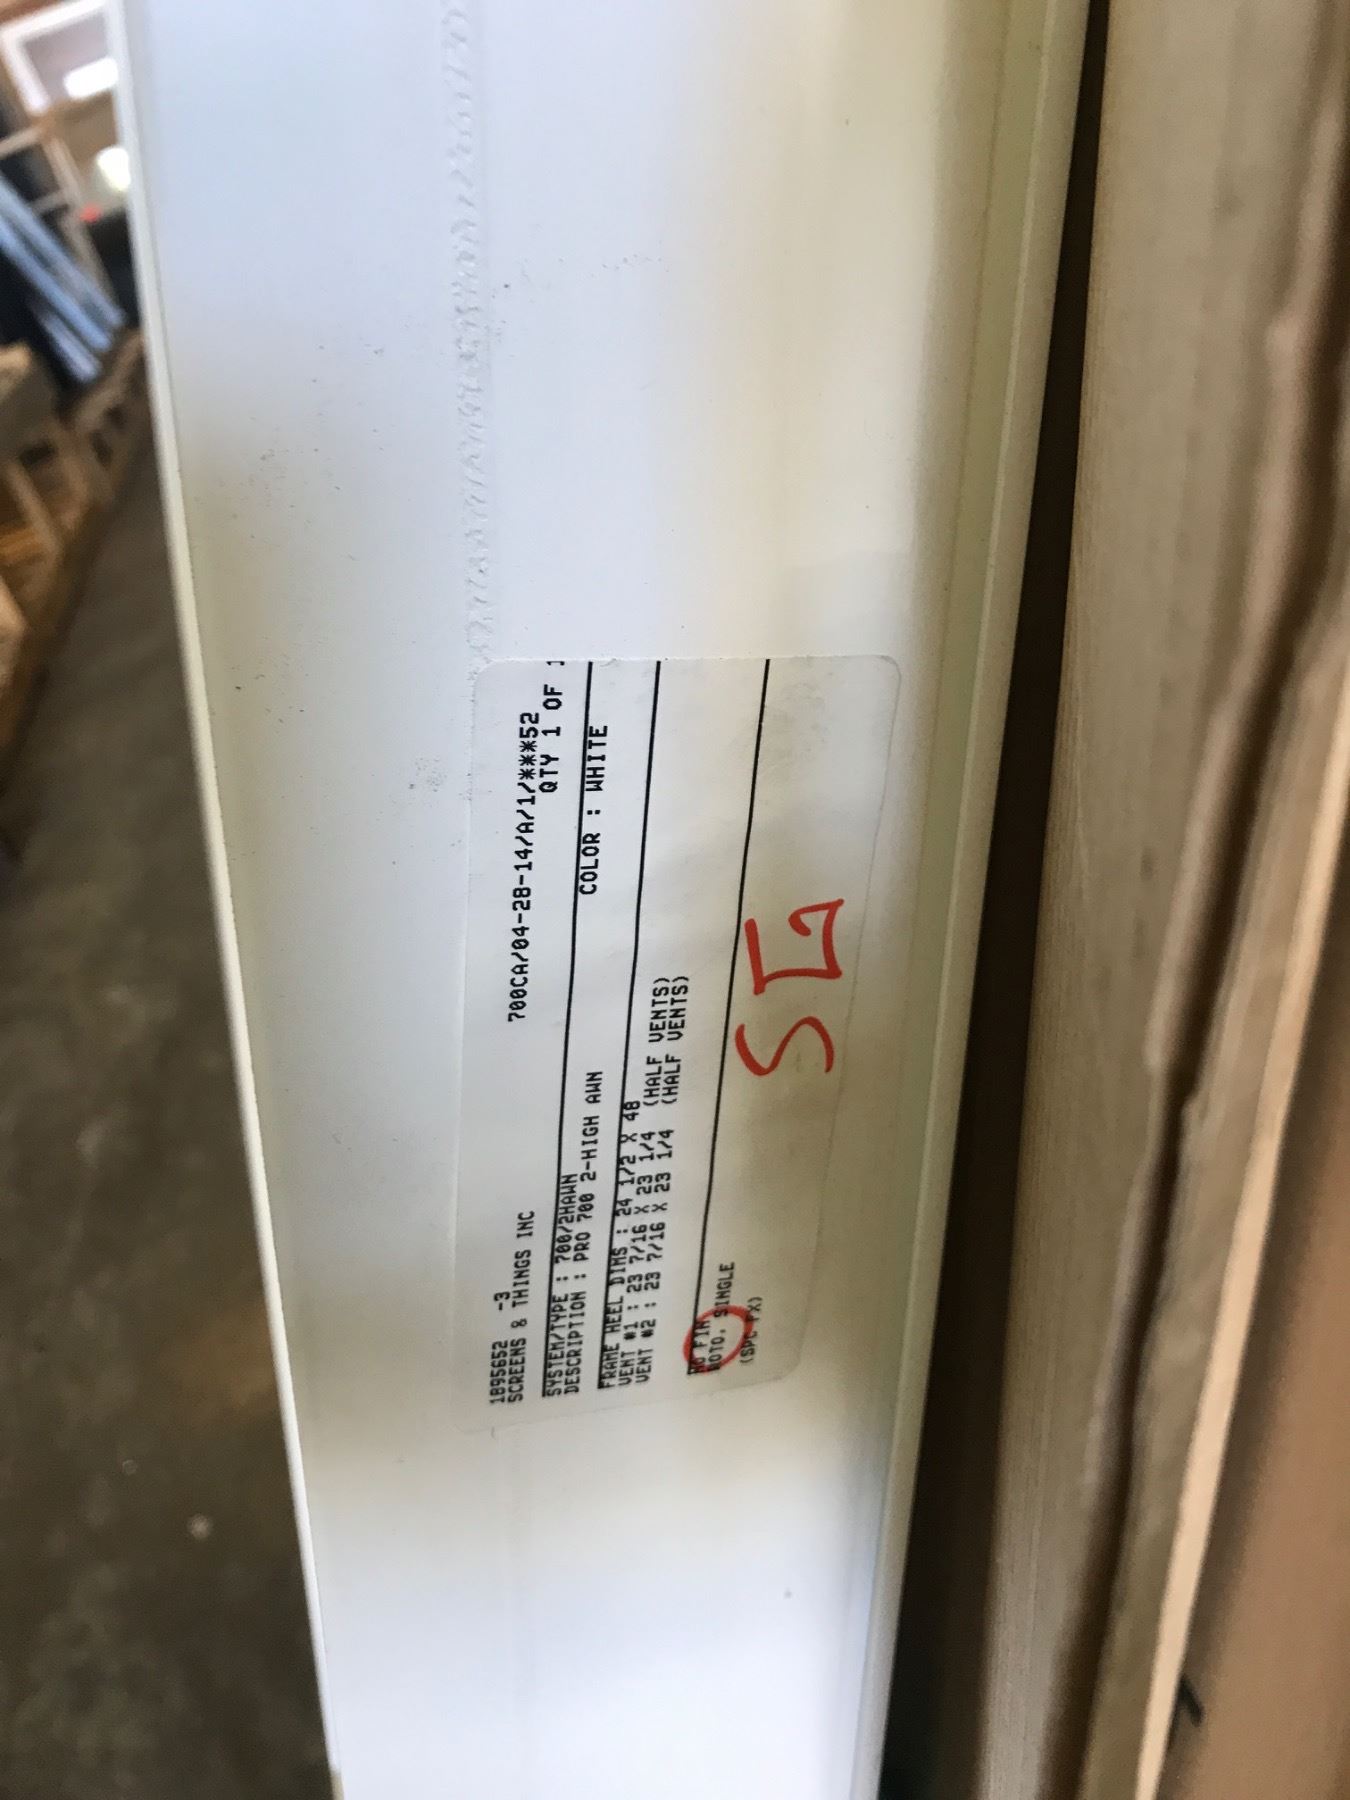 1895652 -3 700CA/04-28-14/A/1/***52
SCREENS & THINGS INC QTY 1 OF 1
SYSTEM/TYPE : 700/2HAWN COLOR : WHITE
DESCRIPTION : PRO 700 2-HIGH AWN
FRAME HEEL DIMS : 24 1/2 X 48
VENT #1 : 23 7/16 X 23 1/4 (HALF VENTS)
VENT #2 : 23 7/16 X 23 1/4 (HALF VENTS)
NO FIN
ROTO, SINGLE
(SPC FX)
SG